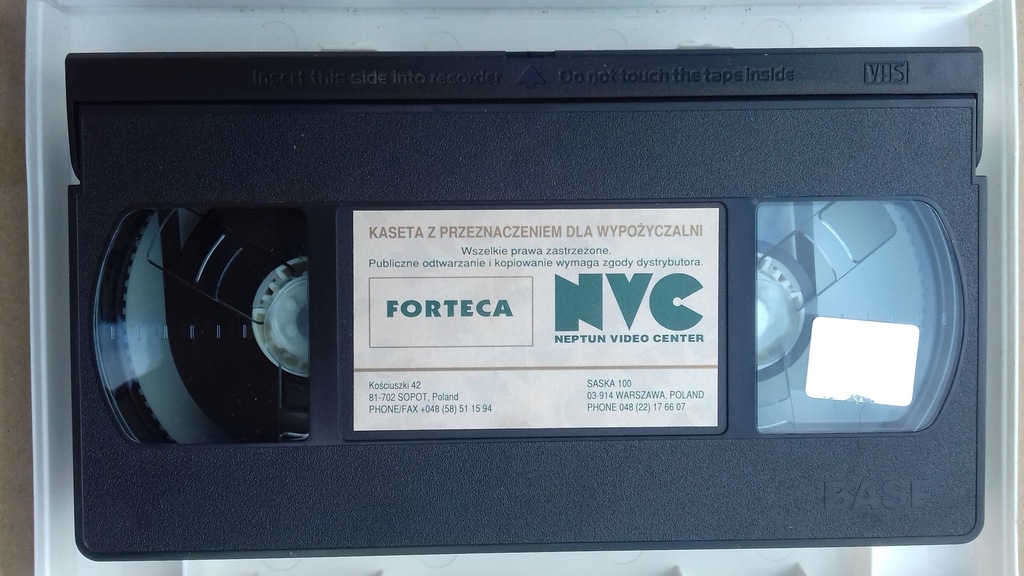 Insert this side into recorder Do not touch the tape inside VHS
KASETA Z PRZEZNACZENIEM DLA WYPOŻYCZALNI
Wszelkie prawa zastrzeżone.
Publiczne odtwarzanie i kopiowanie wymaga zgody dystrybutora.
FORTECA
NVC
NEPTUN VIDEO CENTER
Kościuszki 42
81-702 SOPOT, Poland
PHONE/FAX +048 (58) 51 15 94
SASKA 100
03-914 WARSZAWA, POLAND
PHONE 048 (22) 17 66 07
BASF